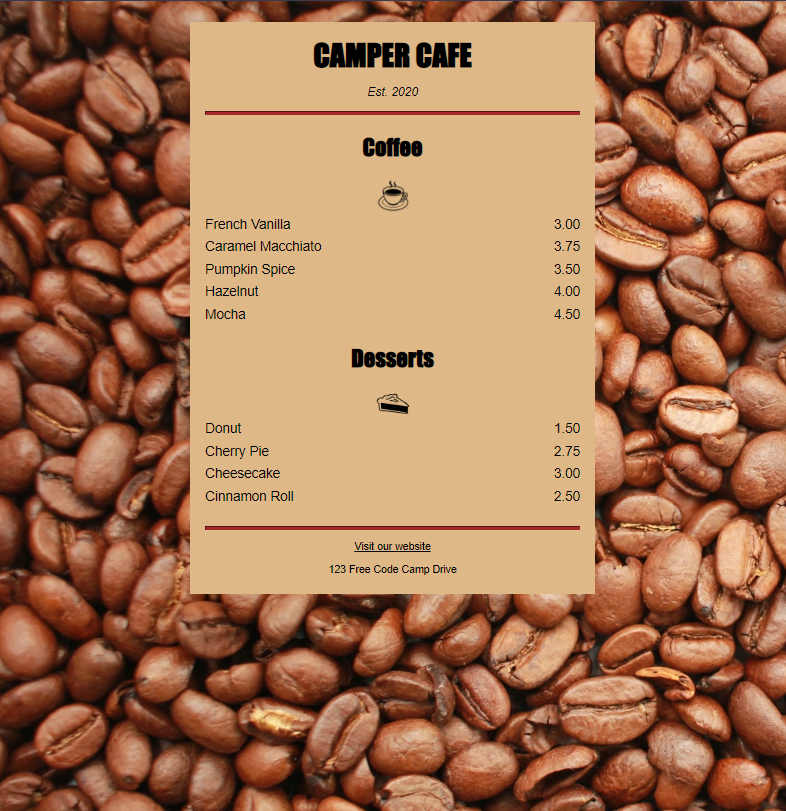 CAMPER CAFE
Est. 2020
Coffee
French Vanilla 3.00
Caramel Macchiato 3.75
Pumpkin Spice 3.50
Hazelnut 4.00
Mocha 4.50
Desserts
Donut 1.50
Cherry Pie 2.75
Cheesecake 3.00
Cinnamon Roll 2.50
Visit our website
123 Free Code Camp Drive